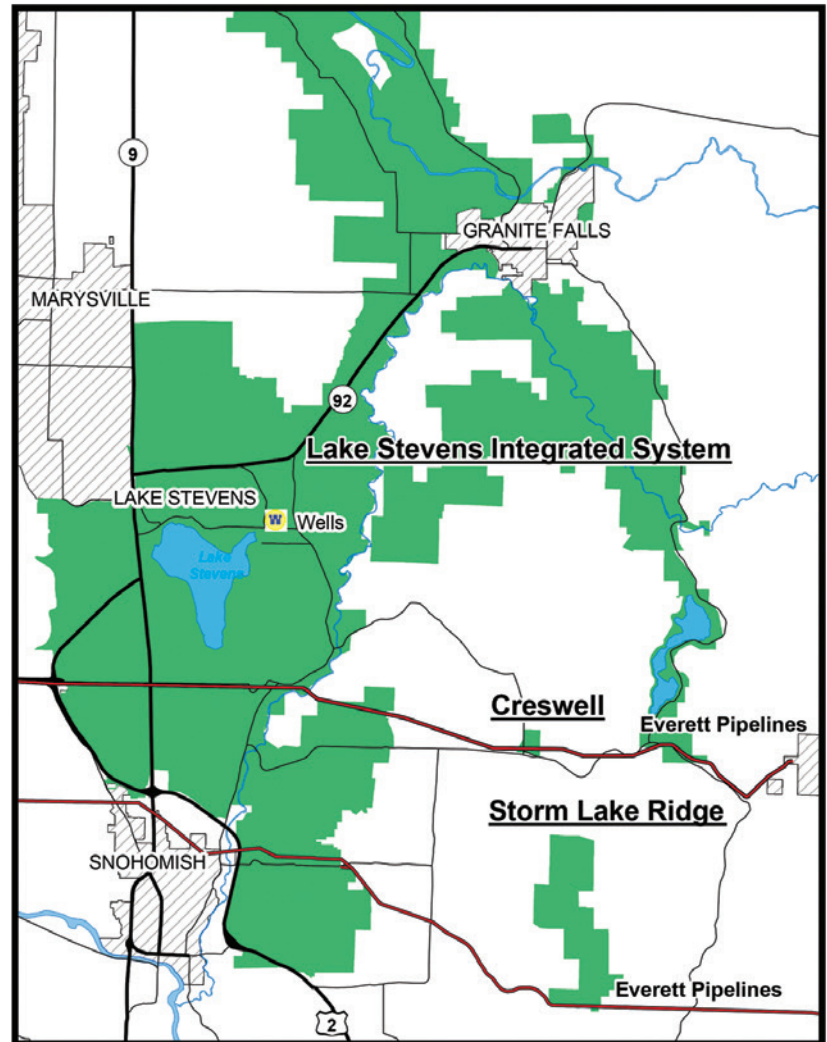 9
GRANITE FALLS
MARYSVILLE
92
Lake Stevens Integrated System
LAKE STEVENS
W Wells
Lake
Stevens
Creswell
Everett Pipelines
Storm Lake Ridge
SNOHOMISH
Everett Pipelines
2